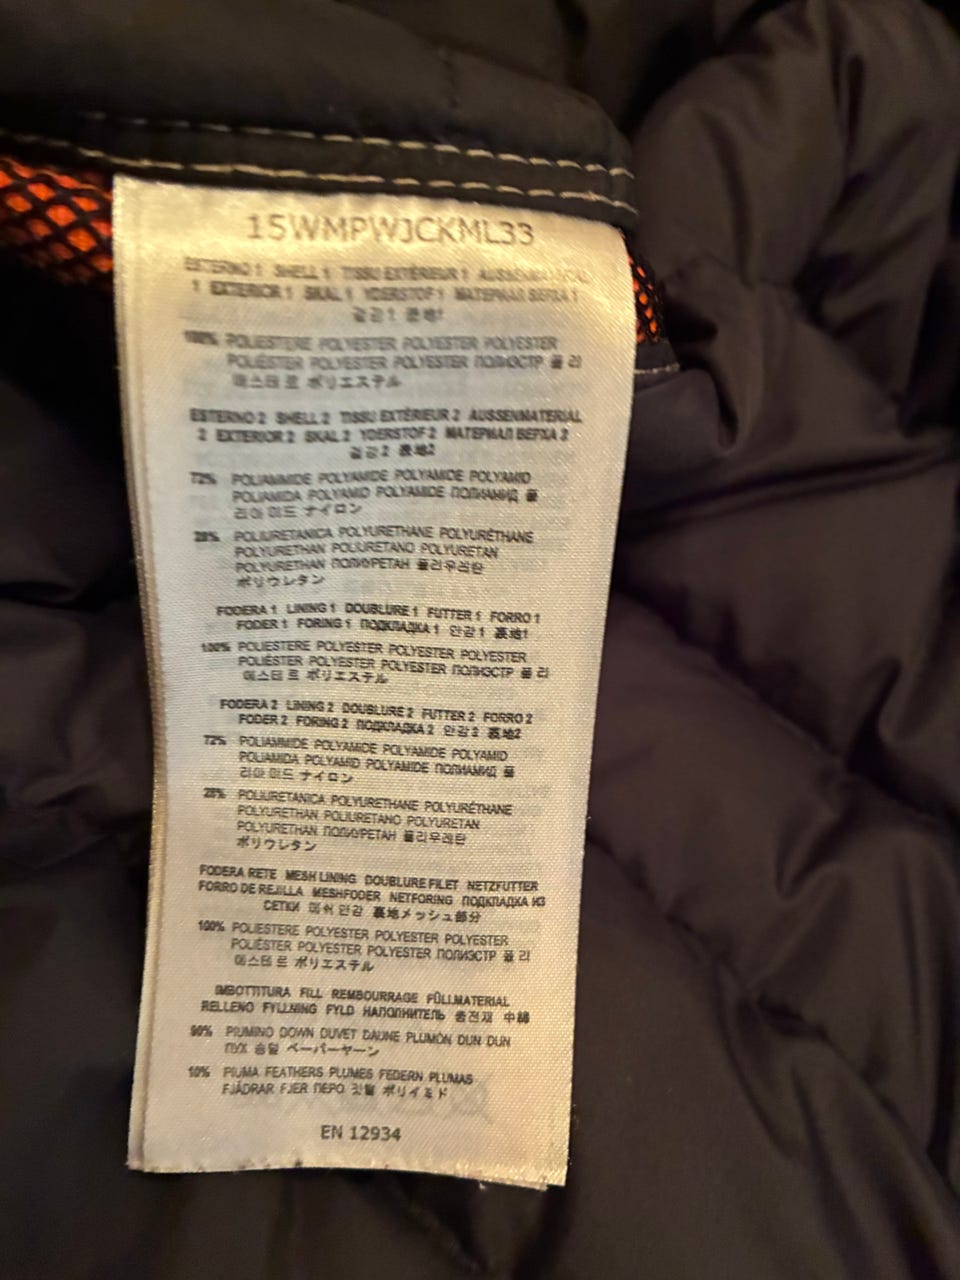 15WMPWJCKML33
ESTERNO 1 SHELL 1 TISSU EXTÉRIEUR 1 AUSSENMATERIAL
1 EXTERIOR 1 SKAL 1 YDERSTOF 1 МАТЕРИАЛ ВЕРХА 1
겉감1 表地1
100% POLIESTERE POLYESTER POLYESTER POLYESTER
POLIÉSTER POLYESTER POLYESTER ПОЛИЭСТР 폴 리
에스테 르 ポリエステル
ESTERNO 2 SHELL 2 TISSU EXTÉRIEUR 2 AUSSENMATERIAL
2 EXTERIOR 2 SKAL 2 YDERSTOF 2 МАТЕРИАЛ ВЕРХА 2
겉감2 表地2
72% POLIAMMIDE POLYAMIDE POLYAMIDE POLYAMID
POLIAMIDA POLYAMID POLYAMIDE ПОЛИАМИД 폴
리아 미드 ナイロン
28% POLIURETANICA POLYURETHANE POLYURÉTHANE
POLYURETHAN POLIURETANO POLYURETAN
POLYURETHAN ПОЛИУРЕТАН 폴리우레탄
ポリウレタン
FODERA 1 LINING 1 DOUBLURE 1 FUTTER 1 FORRO 1
FODER 1 FORING 1 ПОДКЛАДКА 1 안감1 裏地1
100% POLIESTERE POLYESTER POLYESTER POLYESTER
POLIÉSTER POLYESTER POLYESTER ПОЛИЭСТР 폴 리
에스테 르 ポリエステル
FODERA 2 LINING 2 DOUBLURE 2 FUTTER 2 FORRO 2
FODER 2 FORING 2 ПОДКЛАДКА 2 안감2 裏地2
72% POLIAMMIDE POLYAMIDE POLYAMIDE POLYAMID
POLIAMIDA POLYAMID POLYAMIDE ПОЛИАМИД 폴
리아 미드 ナイロン
28% POLIURETANICA POLYURETHANE POLYURÉTHANE
POLYURETHAN POLIURETANO POLYURETAN
POLYURETHAN ПОЛИУРЕТАН 폴리우레탄
ポリウレタン
FODERA RETE MESH LINING DOUBLURE FILET NETZFUTTER
FORRO DE REJILLA MESHFODER NETFORING ПОДКЛАДКА ИЗ
СЕТКИ 메쉬 안감 裏地メッシュ部分
100% POLIESTERE POLYESTER POLYESTER POLYESTER
POLIÉSTER POLYESTER POLYESTER ПОЛИЭСТР 폴 리
에스테 르 ポリエステル
IMBOTTITURA FILL REMBOURRAGE FÜLLMATERIAL
RELLENO FYLLNING FYLD НАПОЛНИТЕЛЬ 충전재 中綿
90% PIUMINO DOWN DUVET DAUNE PLUMÓN DUN DUN
ПУХ 솜털 ペーパーヤーン
10% PIUMA FEATHERS PLUMES FEDERN PLUMAS
FJÄDRAR FJER ПЕРО 깃털 ポリイミド
EN 12934